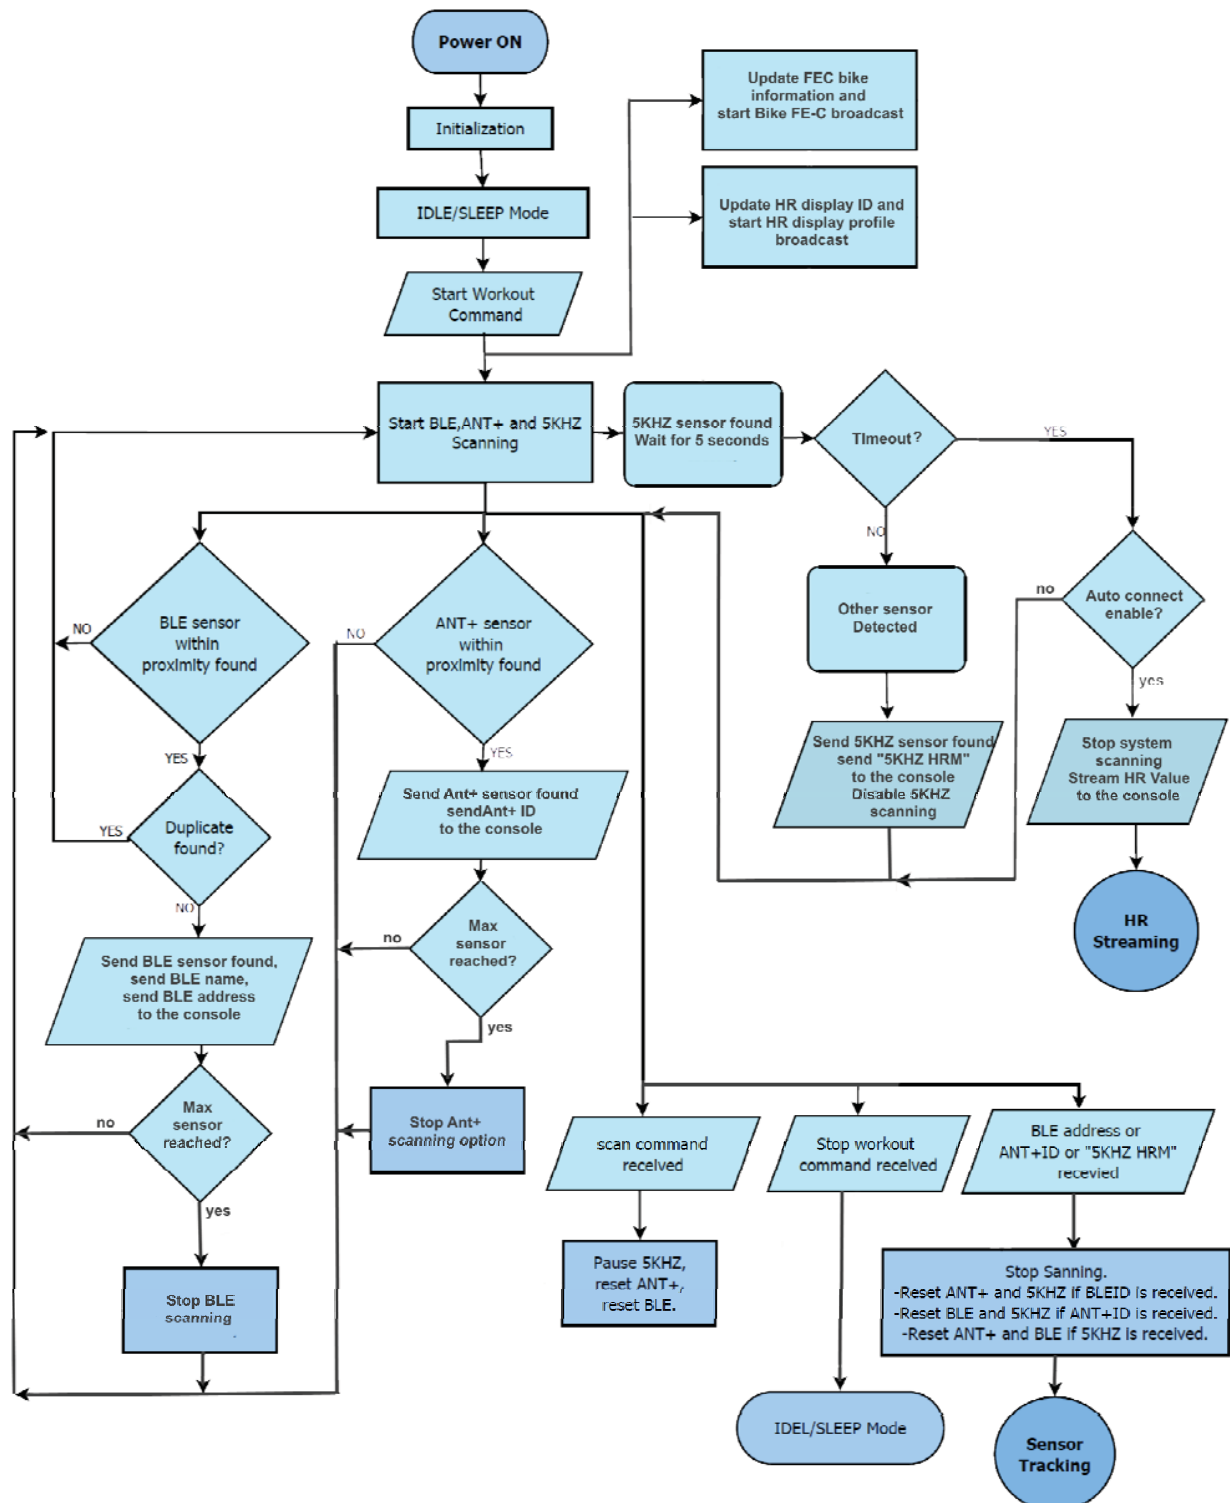 Power ON
Initialization
IDLE/SLEEP Mode
Start Workout
Command
Update FEC bike
information and
start Bike FE-C broadcast
Update HR display ID and
start HR display profile
broadcast
Start BLE,ANT+ and 5KHZ
Scanning
5KHZ sensor found
Wait for 5 seconds
TImeout?
YES
NO
Other sensor
Detected
no
Auto connect
enable?
yes
Send 5KHZ sensor found
send "5KHZ HRM"
to the console
Disable 5KHZ
scanning
Stop system
scanning
Stream HR Value
to the console
HR
Streaming
NO
BLE sensor
within
proximity found
YES
YES
Duplicate
found?
NO
Send BLE sensor found,
send BLE name,
send BLE address
to the console
no
Max
sensor
reached?
yes
Stop BLE
scanning
NO
ANT+ sensor
within
proximity found
YES
Send Ant+ sensor found
sendAnt+ ID
to the console
no
Max
sensor
reached?
yes
Stop Ant+
scanning option
scan command
received
Pause 5KHZ,
reset ANT+,
reset BLE.
Stop workout
command received
IDEL/SLEEP Mode
BLE address or
ANT+ID or "5KHZ HRM"
recevied
Stop Sanning.
-Reset ANT+ and 5KHZ if BLEID is received.
-Reset BLE and 5KHZ if ANT+ID is received.
-Reset ANT+ and BLE if 5KHZ is received.
Sensor
Tracking